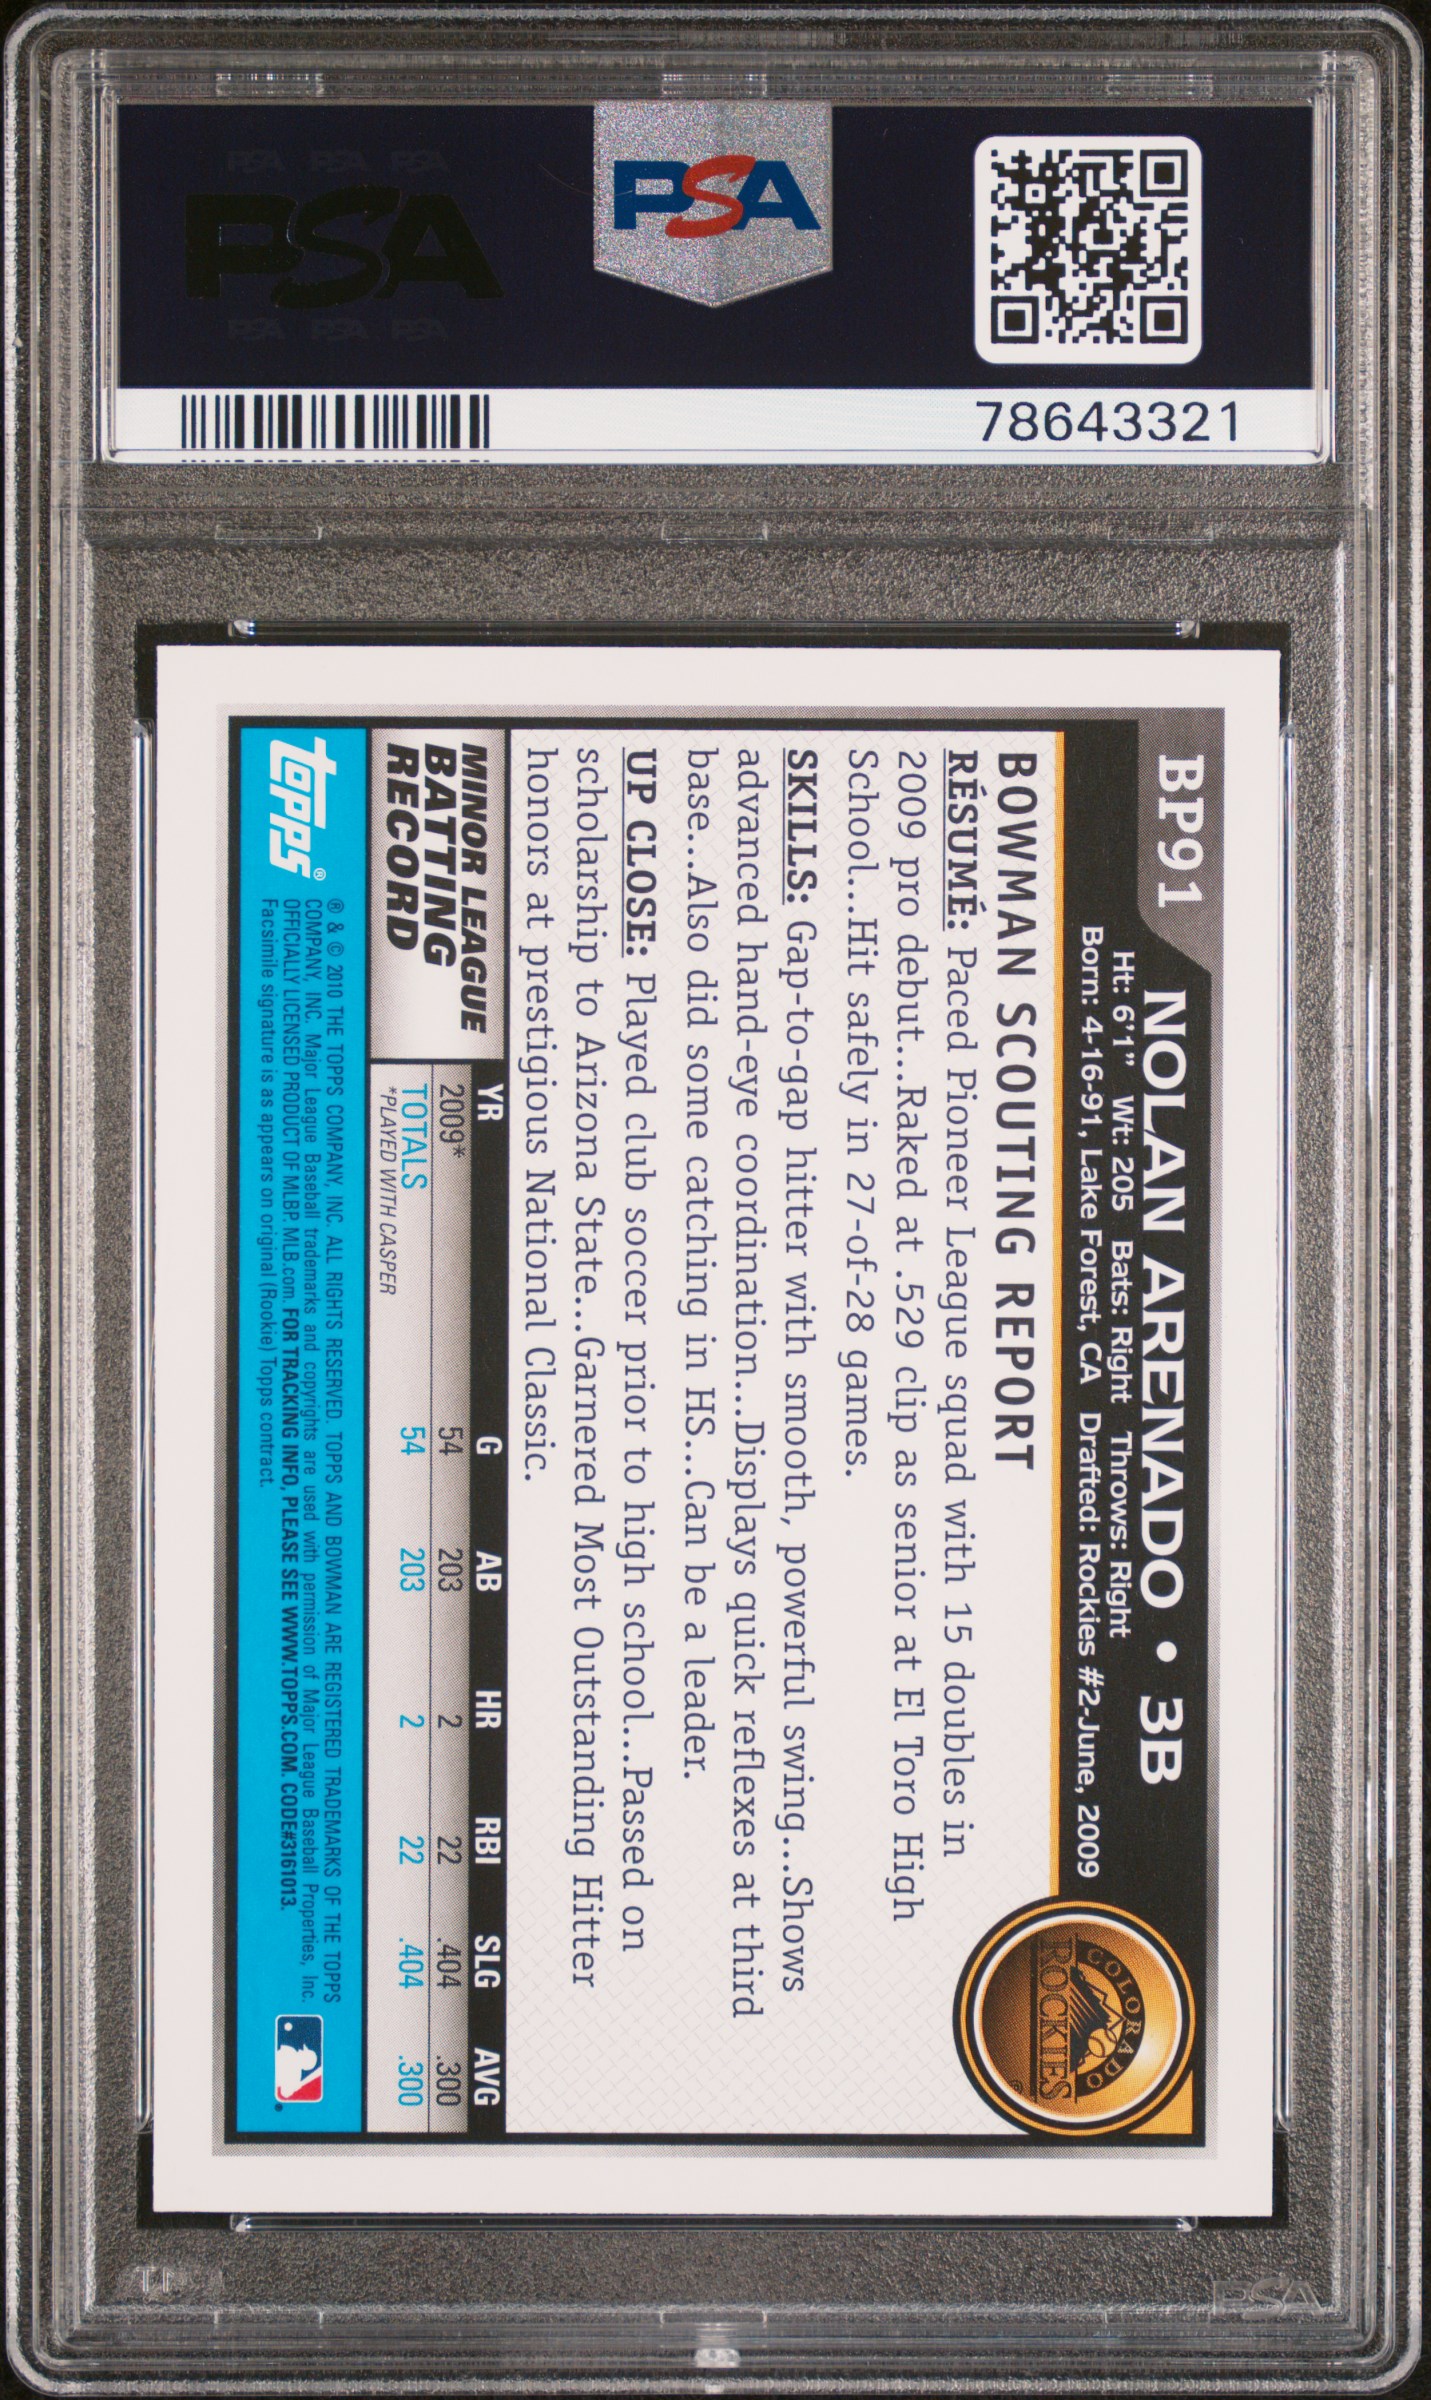 PSA PSA PSA
PSA
PSA PSA PSA
PSA
78643321
BP91
NOLAN ARENADO • 3B
Ht: 6'1" Wt: 205 Bats: Right Throws: Right
Born: 4-16-91, Lake Forest, CA Drafted: Rockies #2-June, 2009
COLORADO
ROCKIES
®
BOWMAN SCOUTING REPORT
RÉSUMÉ: Paced Pioneer League squad with 15 doubles in
2009 pro debut...Raked at .529 clip as senior at El Toro High
School...Hit safely in 27-of-28 games.
SKILLS: Gap-to-gap hitter with smooth, powerful swing...Shows
advanced hand-eye coordination...Displays quick reflexes at third
base...Also did some catching in HS...Can be a leader.
UP CLOSE: Played club soccer prior to high school...Passed on
scholarship to Arizona State...Garnered Most Outstanding Hitter
honors at prestigious National Classic.
MINOR LEAGUE
BATTING
RECORD
YR G AB HR RBI SLG AVG
2009* 54 203 2 22 .404 .300
TOTALS 54 203 2 22 .404 .300
*PLAYED WITH CASPER
topps®
® & © 2010 THE TOPPS COMPANY, INC. ALL RIGHTS RESERVED. TOPPS AND BOWMAN ARE REGISTERED TRADEMARKS OF THE TOPPS
COMPANY, INC. Major League Baseball trademarks and copyrights are used with permission of Major League Baseball Properties, Inc.
OFFICIALLY LICENSED PRODUCT OF MLBP. MLB.com. FOR TRACKING INFO, PLEASE SEE WWW.TOPPS.COM. CODE#3161013.
Facsimile signature is as appears on original (Rookie) Topps contract.
PSA